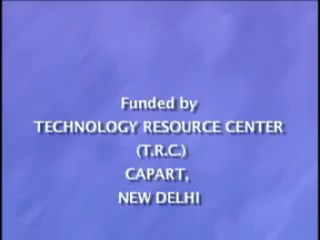 Funded by
TECHNOLOGY RESOURCE CENTER
(T.R.C.)
CAPART,
NEW DELHI